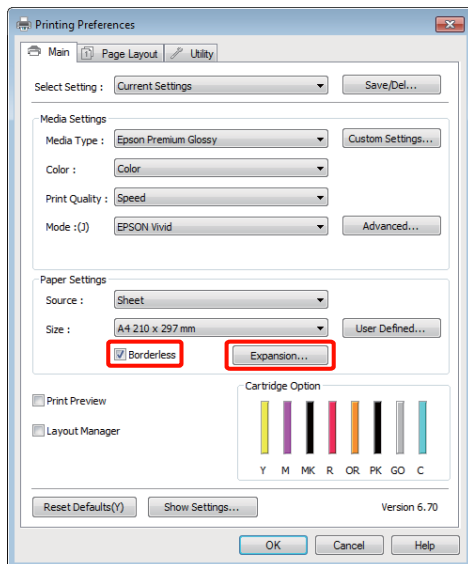 Printing Preferences
Main Page Layout Utility
Select Setting : Current Settings Save/Del...
Media Settings
Media Type : Epson Premium Glossy Custom Settings...
Color : Color
Print Quality : Speed
Mode :(J) EPSON Vivid Advanced...
Paper Settings
Source : Sheet
Size : A4 210 x 297 mm User Defined...
Borderless Expansion...
Cartridge Option
Print Preview
Layout Manager
Y M MK R OR PK GO C
Reset Defaults(Y) Show Settings... Version 6.70
OK Cancel Help